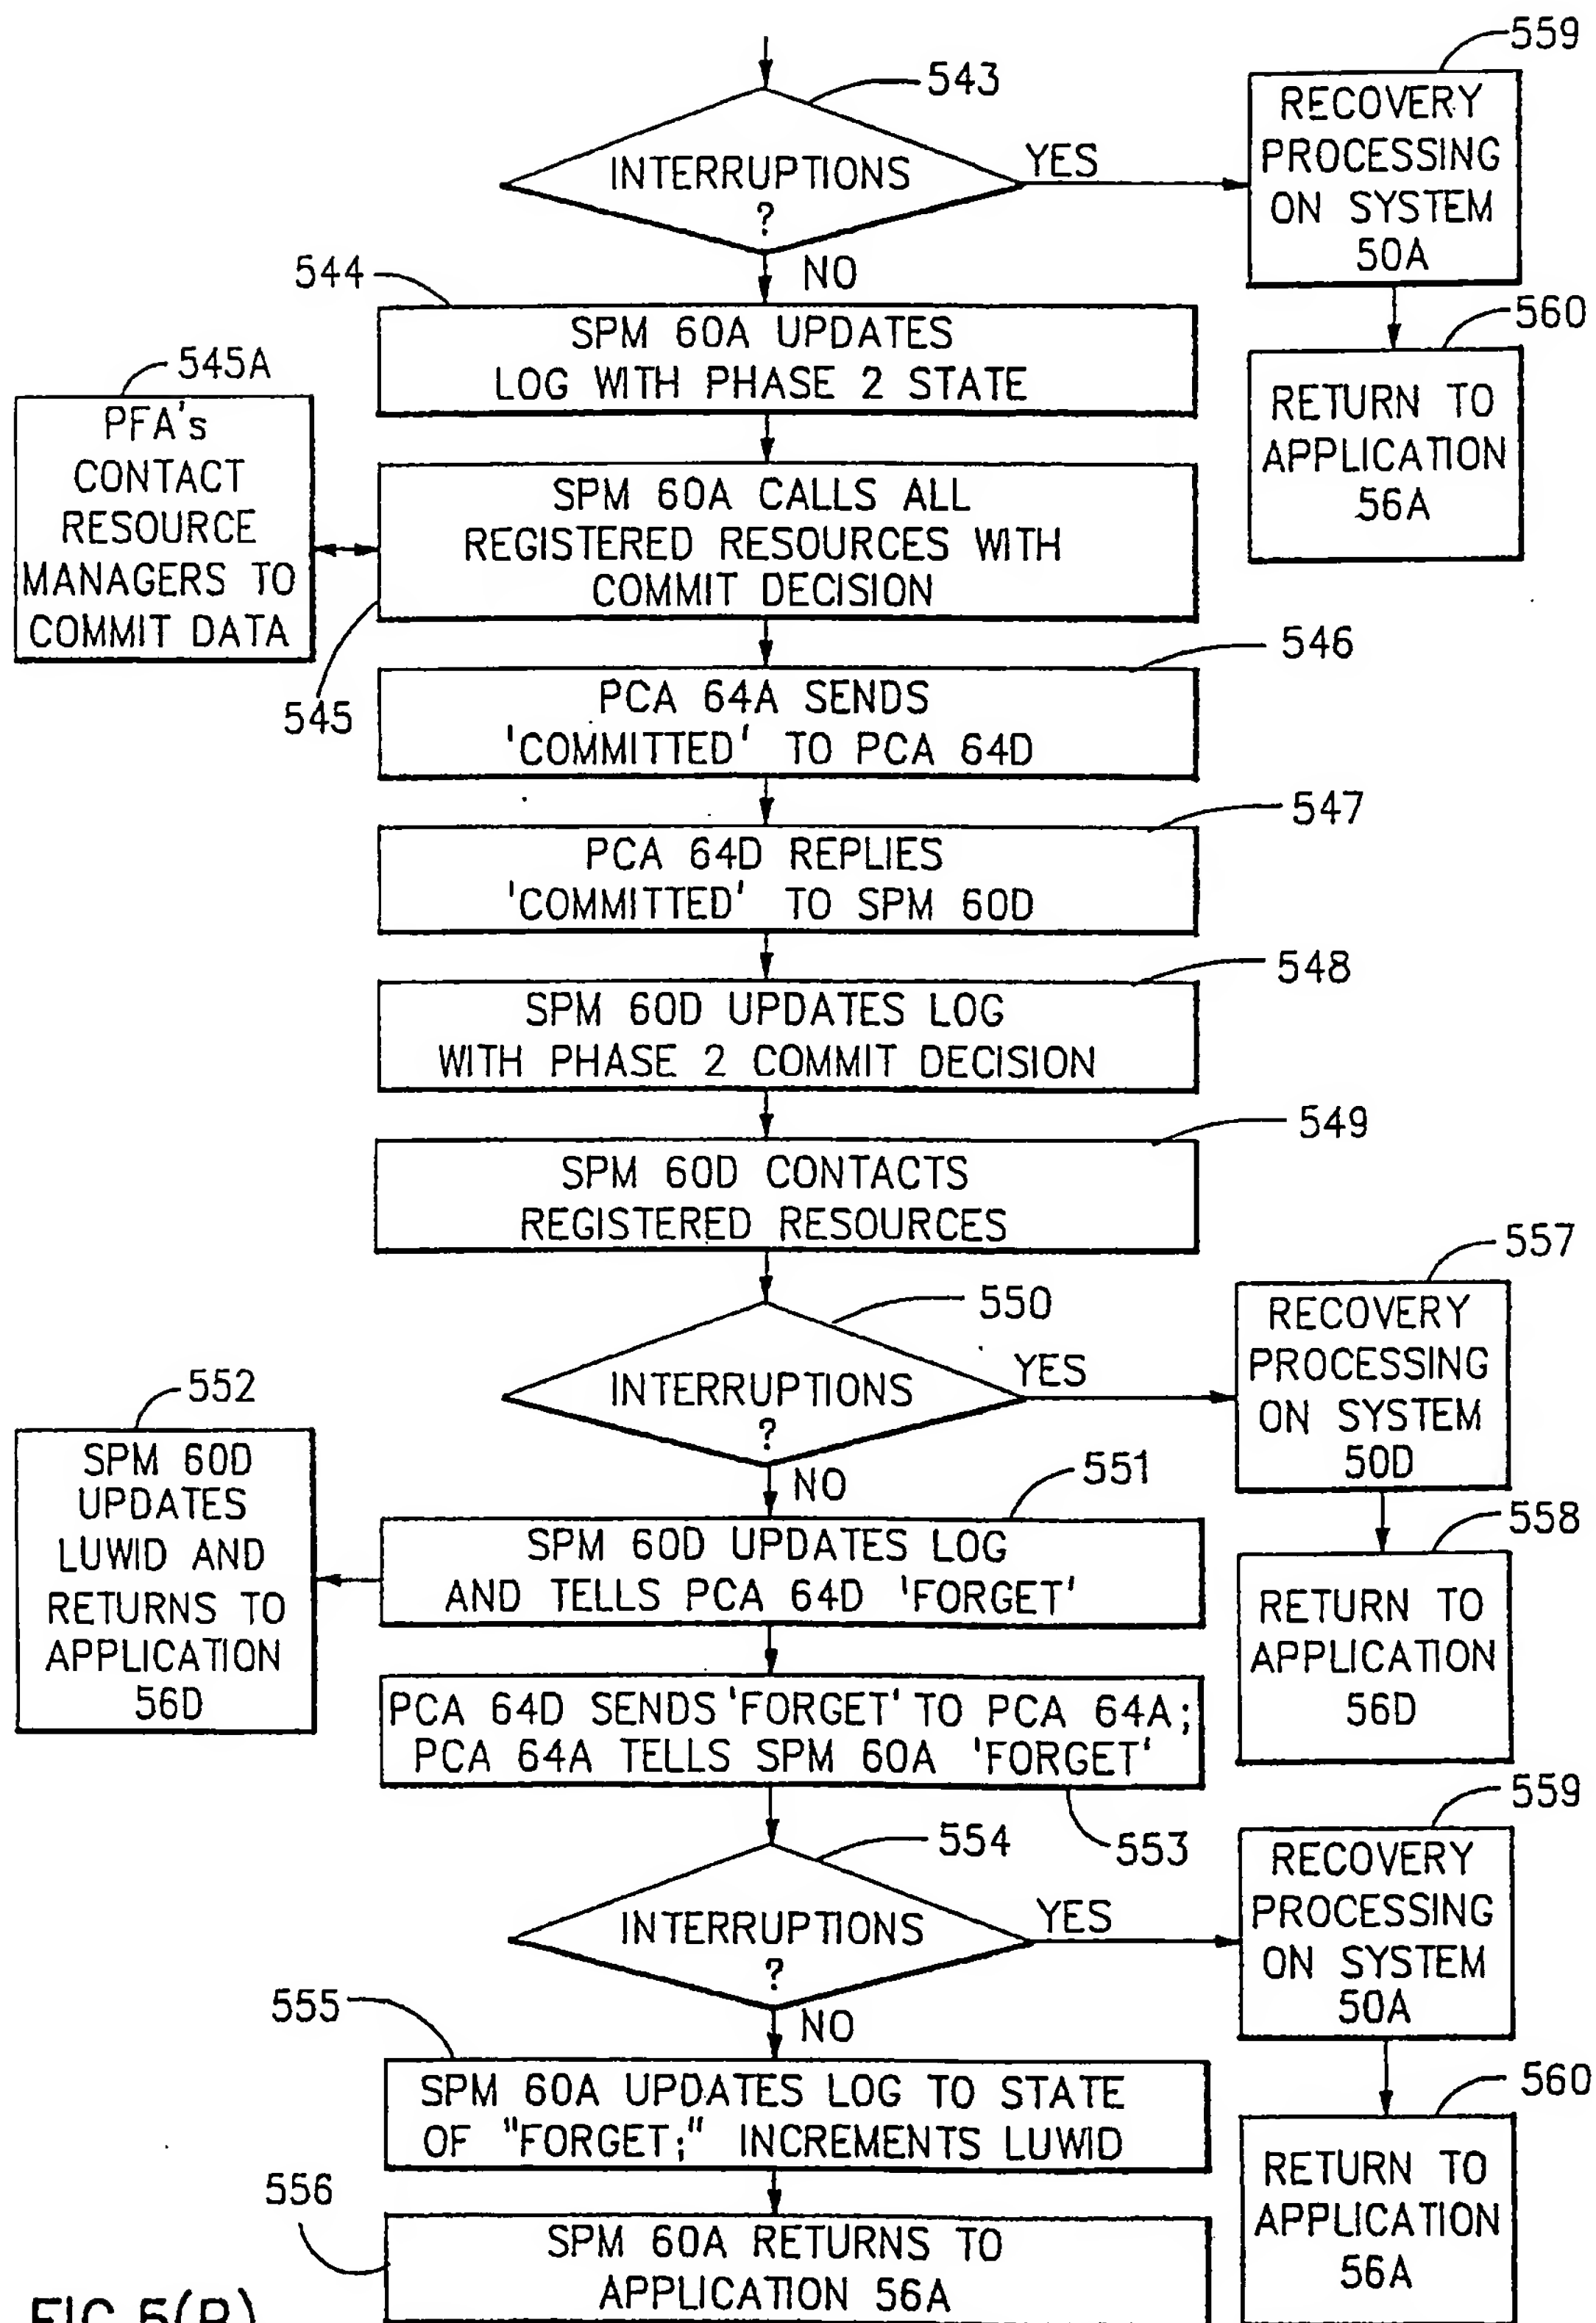 559
543
RECOVERY
PROCESSING
ON SYSTEM
50A
INTERRUPTIONS
?
YES
NO
544
560
SPM 60A UPDATES
LOG WITH PHASE 2 STATE
RETURN TO
APPLICATION
56A
545A
PFA's
CONTACT
RESOURCE
MANAGERS TO
COMMIT DATA
SPM 60A CALLS ALL
REGISTERED RESOURCES WITH
COMMIT DECISION
545
546
PCA 64A SENDS
'COMMITTED' TO PCA 64D
547
PCA 64D REPLIES
'COMMITTED' TO SPM 60D
548
SPM 60D UPDATES LOG
WITH PHASE 2 COMMIT DECISION
549
SPM 60D CONTACTS
REGISTERED RESOURCES
557
550
RECOVERY
PROCESSING
ON SYSTEM
50D
INTERRUPTIONS
?
YES
NO
552
SPM 60D
UPDATES
LUWID AND
RETURNS TO
APPLICATION
56D
551
SPM 60D UPDATES LOG
AND TELLS PCA 64D 'FORGET'
558
RETURN TO
APPLICATION
56D
PCA 64D SENDS 'FORGET' TO PCA 64A;
PCA 64A TELLS SPM 60A 'FORGET'
553
559
554
RECOVERY
PROCESSING
ON SYSTEM
50A
INTERRUPTIONS
?
YES
NO
555
SPM 60A UPDATES LOG TO STATE
OF "FORGET;" INCREMENTS LUWID
560
RETURN TO
APPLICATION
56A
556
SPM 60A RETURNS TO
APPLICATION 56A